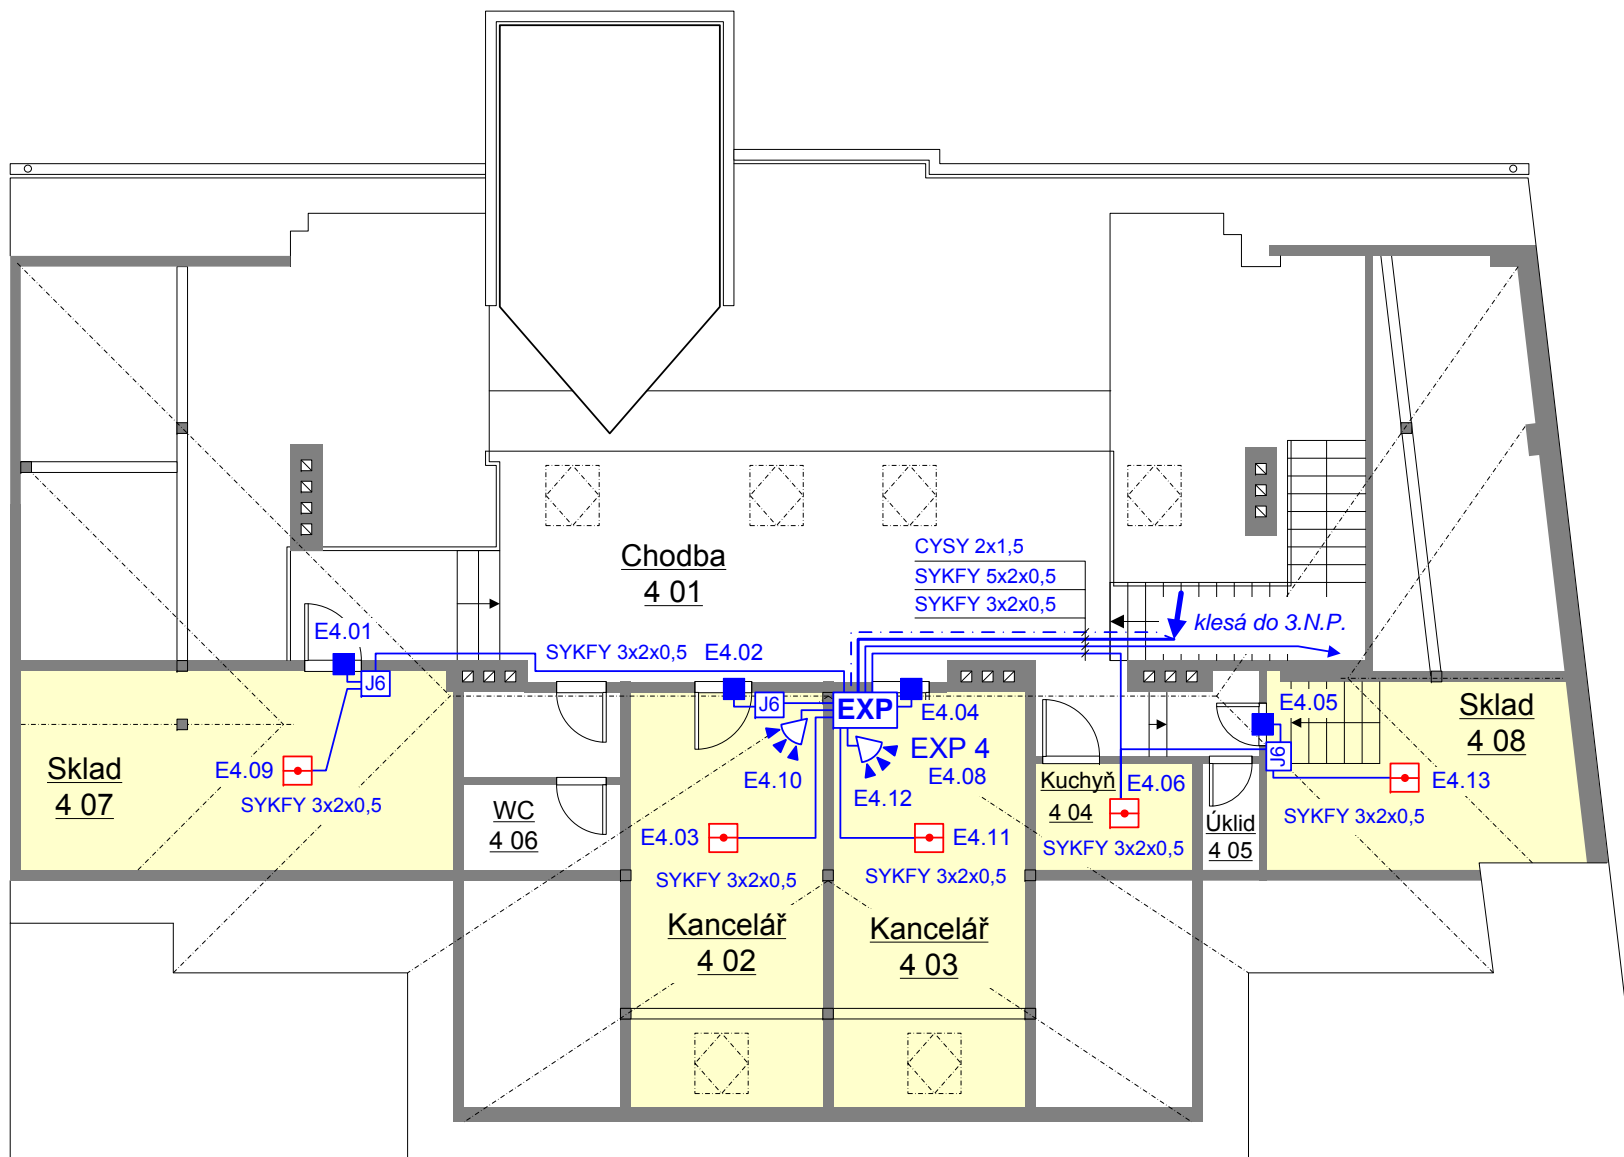 CYSY 2x1,5
Chodba
4 01
SYKFY 5x2x0,5
SYKFY 3x2x0,5
klesá do 3.N.P.
E4.01
SYKFY 3x2x0,5
E4.02
J6
J6
EXP
E4.04
E4.05
Sklad
4 08
EXP 4
J6
Sklad
4 07
E4.09
E4.10
E4.08
Kuchyň
4 04
E4.06
E4.13
SYKFY 3x2x0,5
E4.12
WC
4 06
SYKFY 3x2x0,5
Úklid
4 05
E4.03
E4.11
SYKFY 3x2x0,5
SYKFY 3x2x0,5
SYKFY 3x2x0,5
Kancelář
4 02
Kancelář
4 03